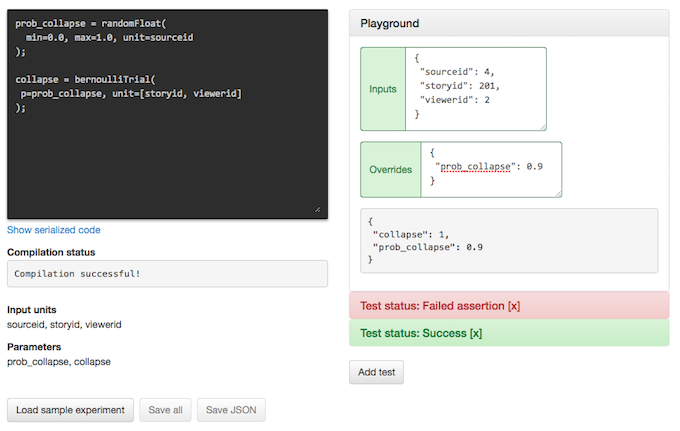 prob_collapse = randomFloat(
  min=0.0, max=1.0, unit=sourceid
);

collapse = bernoulliTrial(
 p=prob_collapse, unit=[storyid, viewerid]
);
Show serialized code
Compilation status
Compilation successful!
Input units
sourceid, storyid, viewerid
Parameters
prob_collapse, collapse
Load sample experiment
Save all
Save JSON
Playground
Inputs
{
 "sourceid": 4,
 "storyid": 201,
 "viewerid": 2
}
Overrides
{
 "prob_collapse": 0.9
}
{
 "collapse": 1,
 "prob_collapse": 0.9
}
Test status: Failed assertion [x]
Test status: Success [x]
Add test